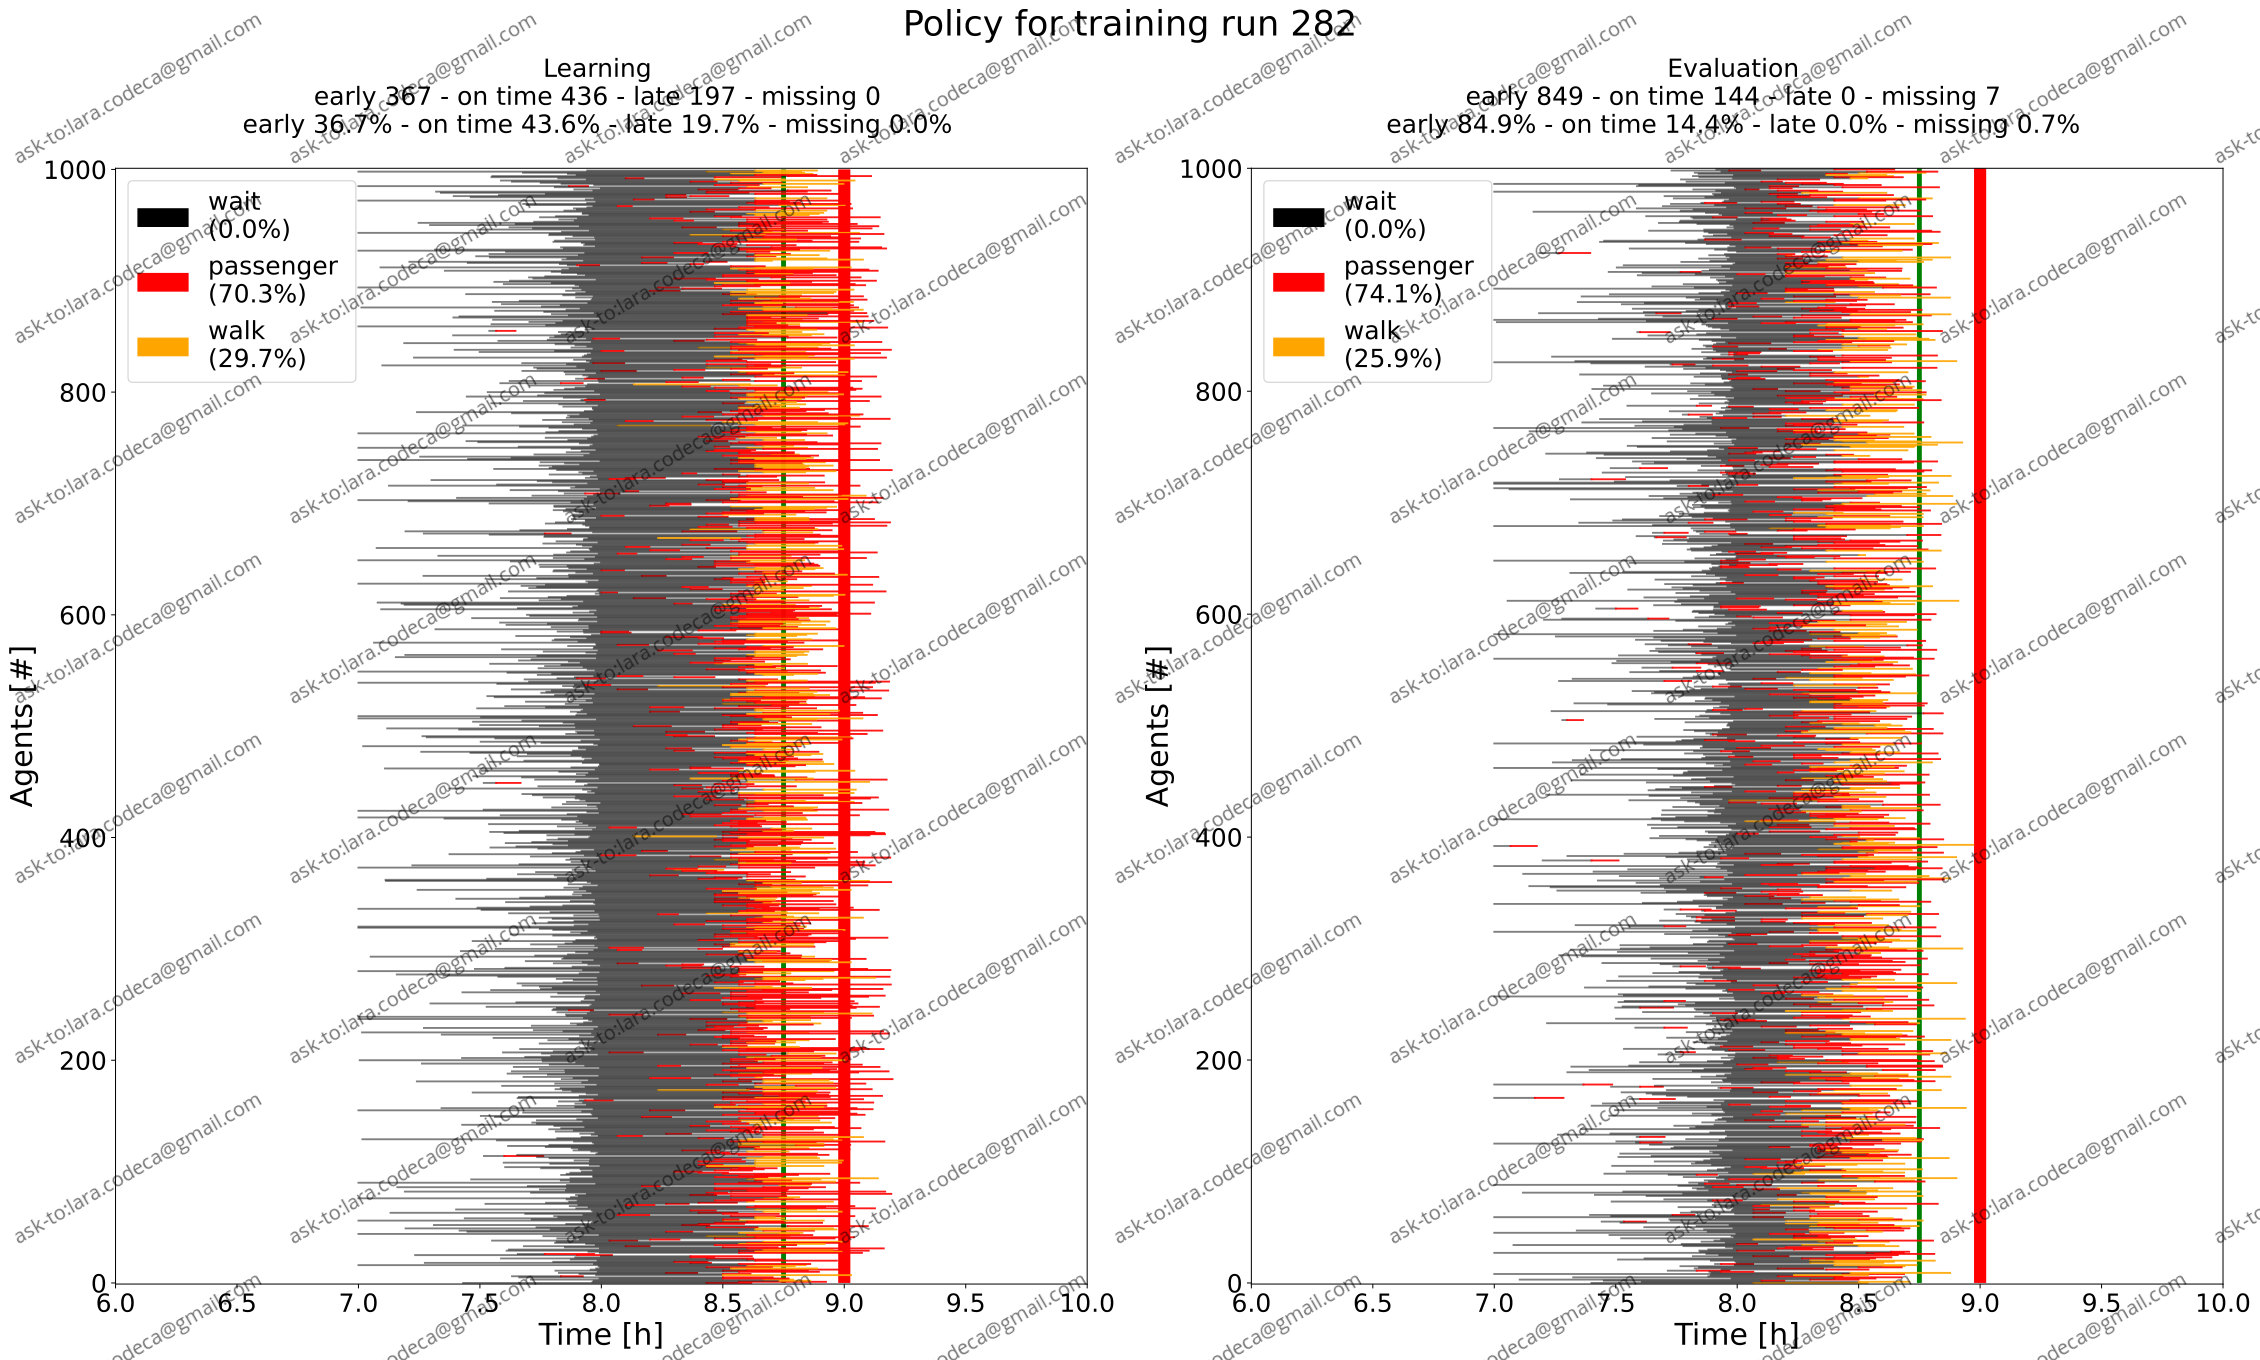 Policy for training run 282
Learning
early 367 - on time 436 - late 197 - missing 0
early 36.7% - on time 43.6% - late 19.7% - missing 0.0%
1000
800
600
400
200
0
Agents [#]
wait
(0.0%)
passenger
(70.3%)
walk
(29.7%)
6.0 6.5 7.0 7.5 8.0 8.5 9.0 9.5 10.0
Time [h]
Evaluation
early 849 - on time 144 - late 0 - missing 7
early 84.9% - on time 14.4% - late 0.0% - missing 0.7%
1000
800
600
400
200
0
Agents [#]
wait
(0.0%)
passenger
(74.1%)
walk
(25.9%)
6.0 6.5 7.0 7.5 8.0 8.5 9.0 9.5 10.0
Time [h]
ask-to:lara.codeca@gmail.com